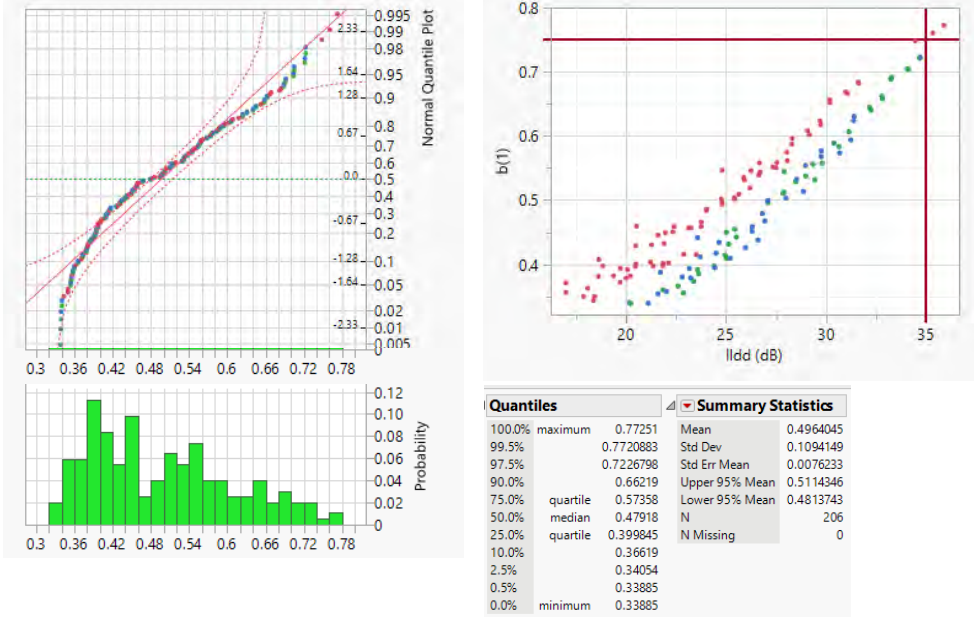 2.33
1.64
1.28
0.67
0.0
-0.67
-1.28
-1.64
-2.33
0.995
0.99
0.98
0.95
0.9
0.8
0.7
0.6
0.5
0.4
0.3
0.2
0.1
0.05
0.02
0.01
0.005
0
Normal Quantile Plot
0.3 0.36 0.42 0.48 0.54 0.6 0.66 0.72 0.78
0.12
0.10
0.08
0.06
0.04
0.02
0
Probability
0.3 0.36 0.42 0.48 0.54 0.6 0.66 0.72 0.78
0.8
0.7
0.6
0.5
0.4
b(1)
20 25 30 35
lldd (dB)
Quantiles
100.0% maximum 0.77251
99.5% 0.7720883
97.5% 0.7226798
90.0% 0.66219
75.0% quartile 0.57358
50.0% median 0.47918
25.0% quartile 0.399845
10.0% 0.36619
2.5% 0.34054
0.5% 0.33885
0.0% minimum 0.33885
Summary Statistics
Mean 0.4964045
Std Dev 0.1094149
Std Err Mean 0.0076233
Upper 95% Mean 0.5114346
Lower 95% Mean 0.4813743
N 206
N Missing 0